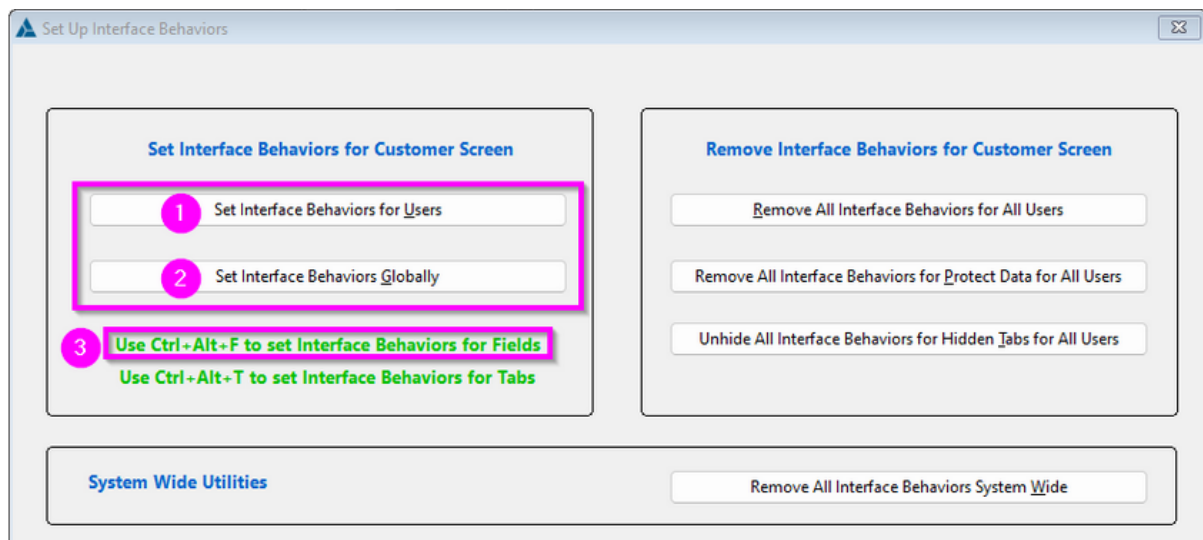 Set Up Interface Behaviors
Set Interface Behaviors for Customer Screen
1 Set Interface Behaviors for Users
2 Set Interface Behaviors Globally
3 Use Ctrl+Alt+F to set Interface Behaviors for Fields
Use Ctrl+Alt+T to set Interface Behaviors for Tabs
Remove Interface Behaviors for Customer Screen
Remove All Interface Behaviors for All Users
Remove All Interface Behaviors for Protect Data for All Users
Unhide All Interface Behaviors for Hidden Tabs for All Users
System Wide Utilities
Remove All Interface Behaviors System Wide